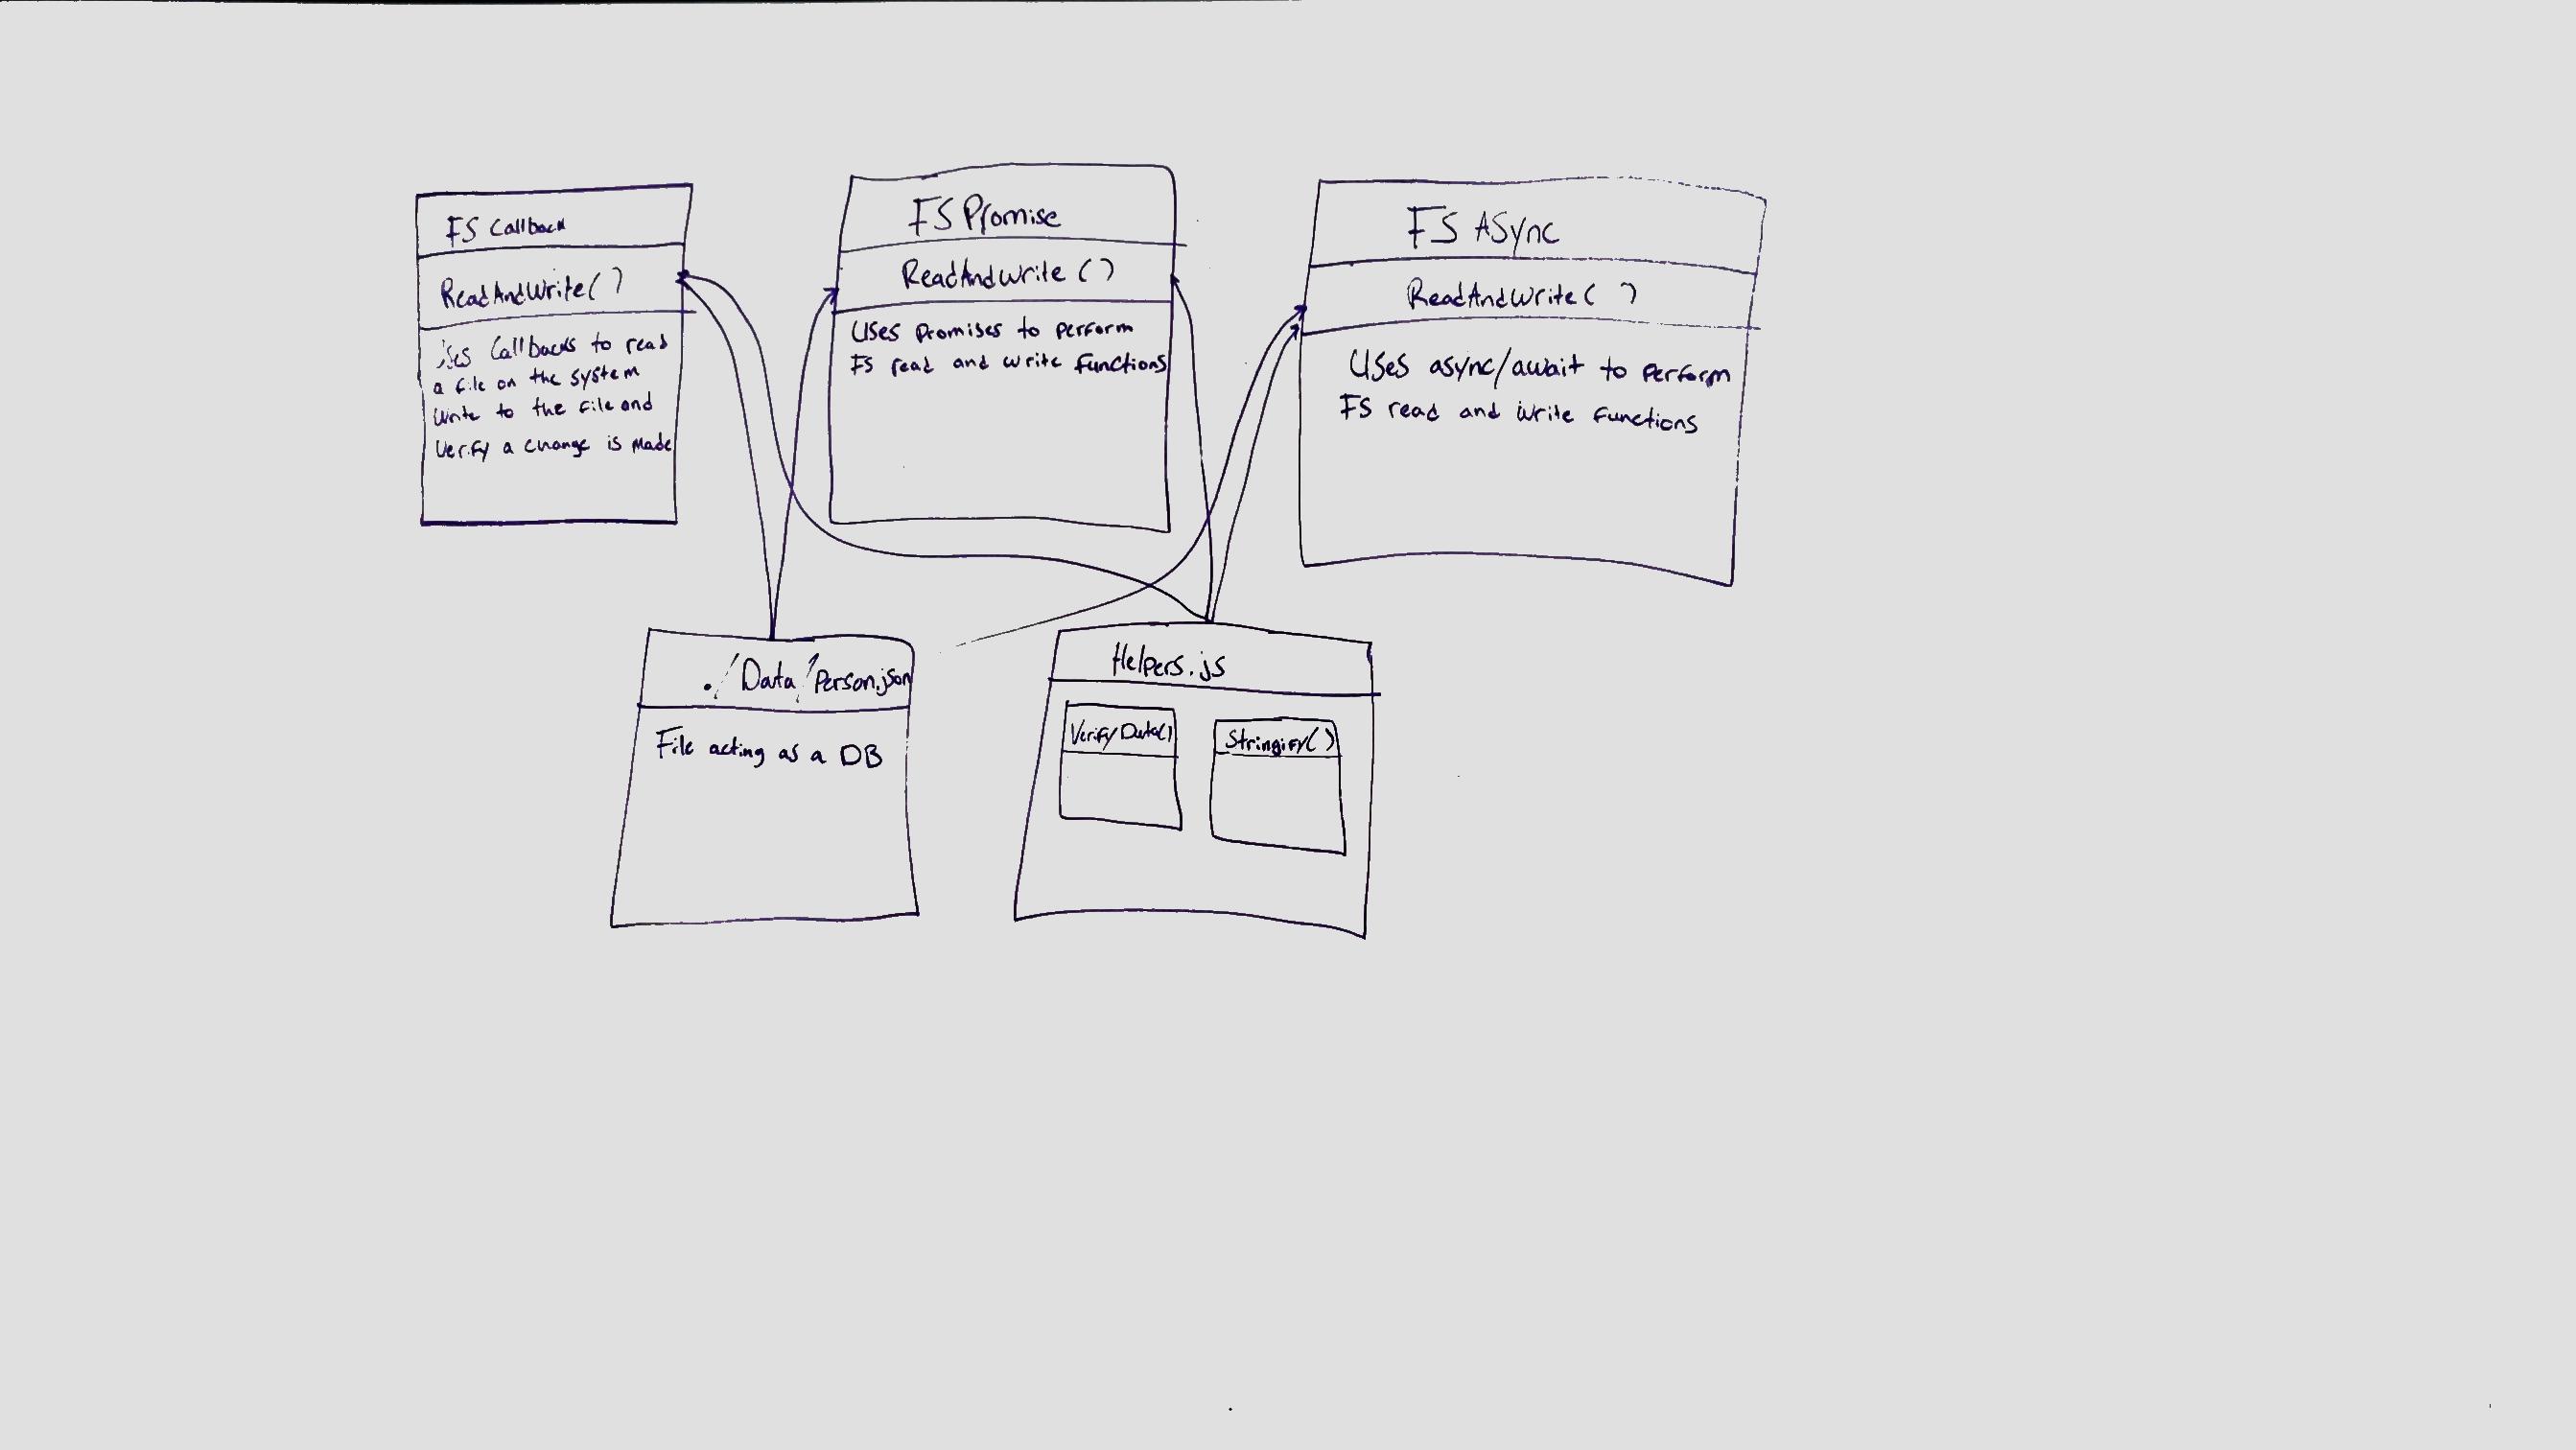 FS Callback
ReadAndWrite()
Uses Callbacks to read
a file on the system
write to the file and
Verify a change is made
FS Promise
ReadAndWrite()
Uses Promises to perform
FS read and write functions
FS ASync
ReadAndWrite( )
Uses async/await to perform
FS read and write functions
./Data/Person.json
File acting as a DB
Helpers.js
VerifyData()
Stringify()